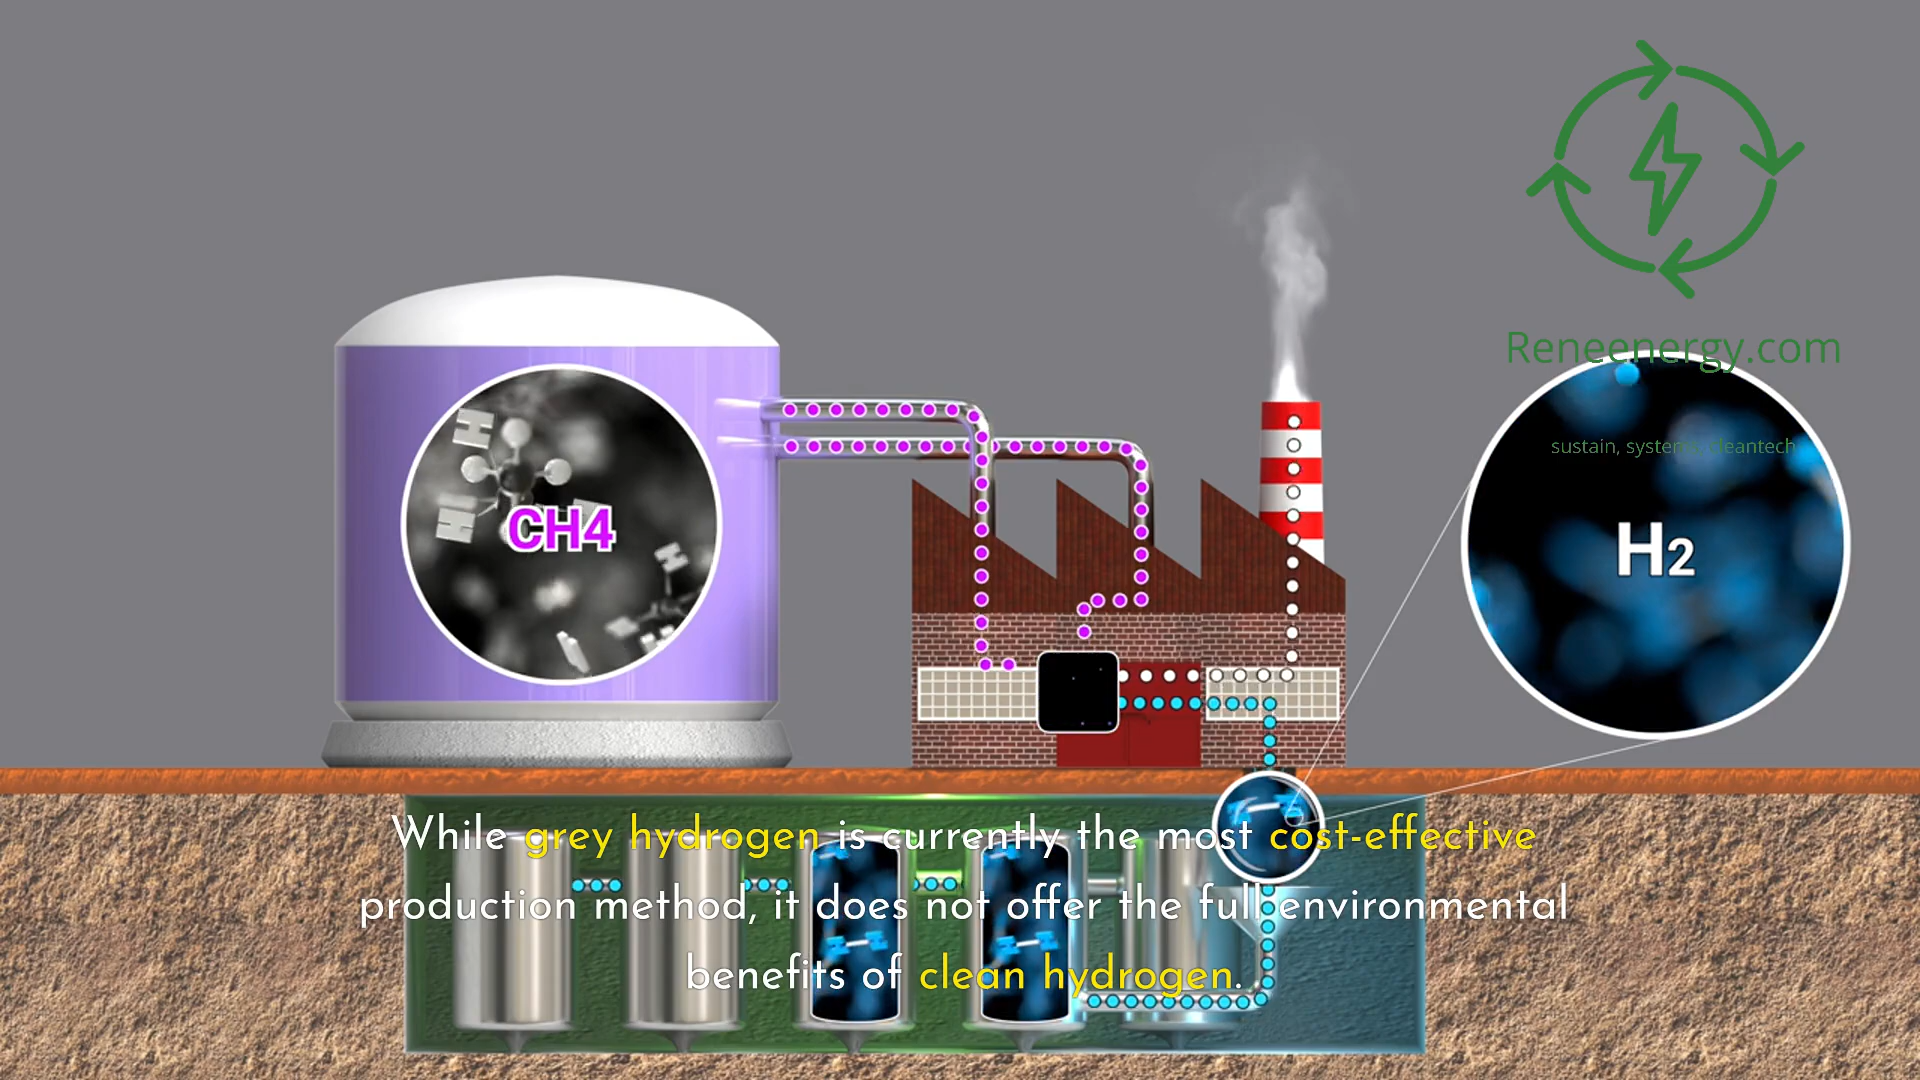 Reneenergy.com
sustain, systems, cleantech
CH4
H2
While grey hydrogen is currently the most cost-effective
production method, it does not offer the full environmental
benefits of clean hydrogen.